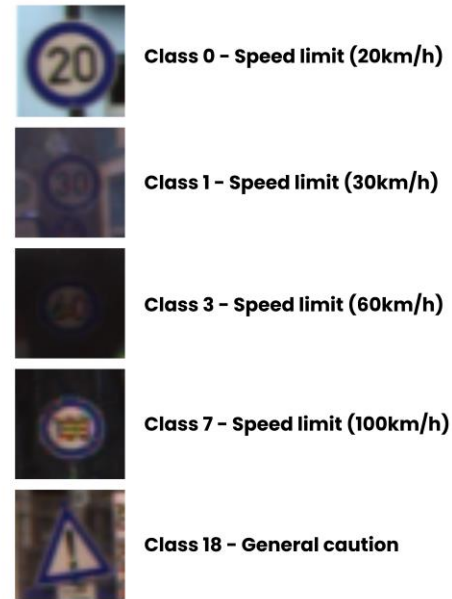 20
Class 0 - Speed limit (20km/h)
30
Class 1 - Speed limit (30km/h)
Class 3 - Speed limit (60km/h)
Class 7 - Speed limit (100km/h)
!
Class 18 - General caution